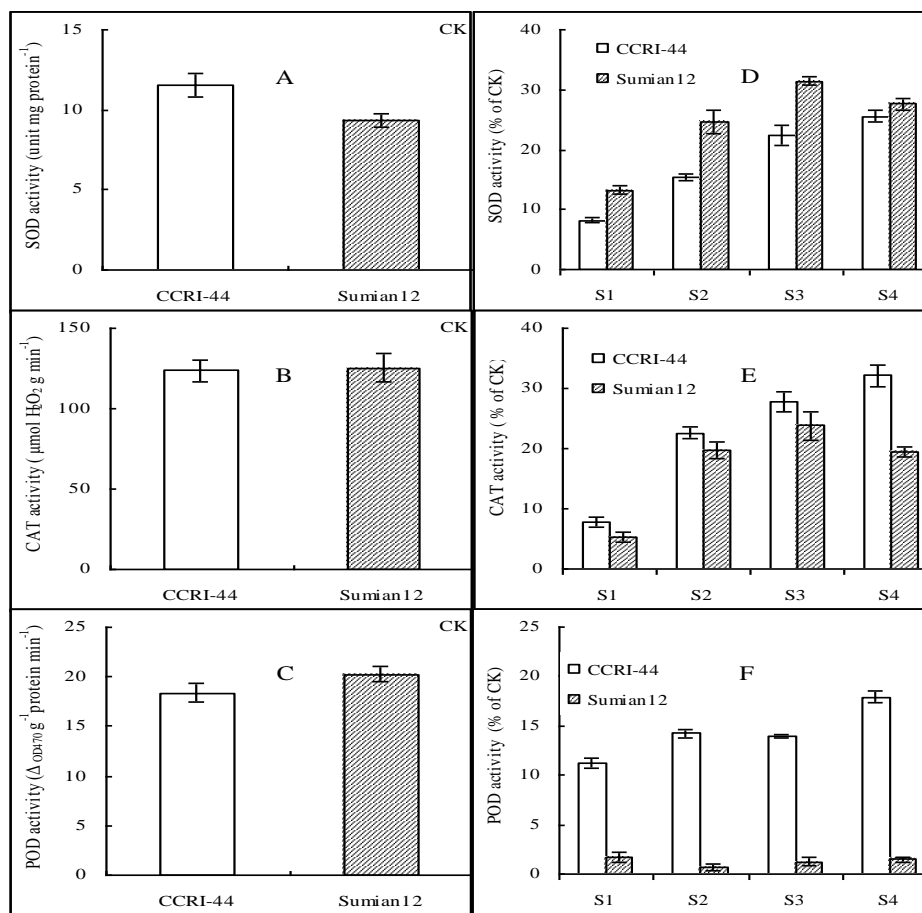 CK
A
SOD activity (unit mg protein⁻¹)
15
10
5
0
CCRI-44
Sumian12
CCRI-44
Sumian12
D
SOD activity (% of CK)
40
30
20
10
0
S1
S2
S3
S4
CK
B
CAT activity ( μmol H₂O₂ g min⁻¹)
150
100
50
0
CCRI-44
Sumian12
CCRI-44
Sumian12
E
CAT activity (% of CK)
40
30
20
10
0
S1
S2
S3
S4
CK
C
POD activity (Δ OD470 g⁻¹ protein min⁻¹)
25
20
15
10
5
0
CCRI-44
Sumian12
CCRI-44
Sumian12
F
POD activity (% of CK)
25
20
15
10
5
0
S1
S2
S3
S4